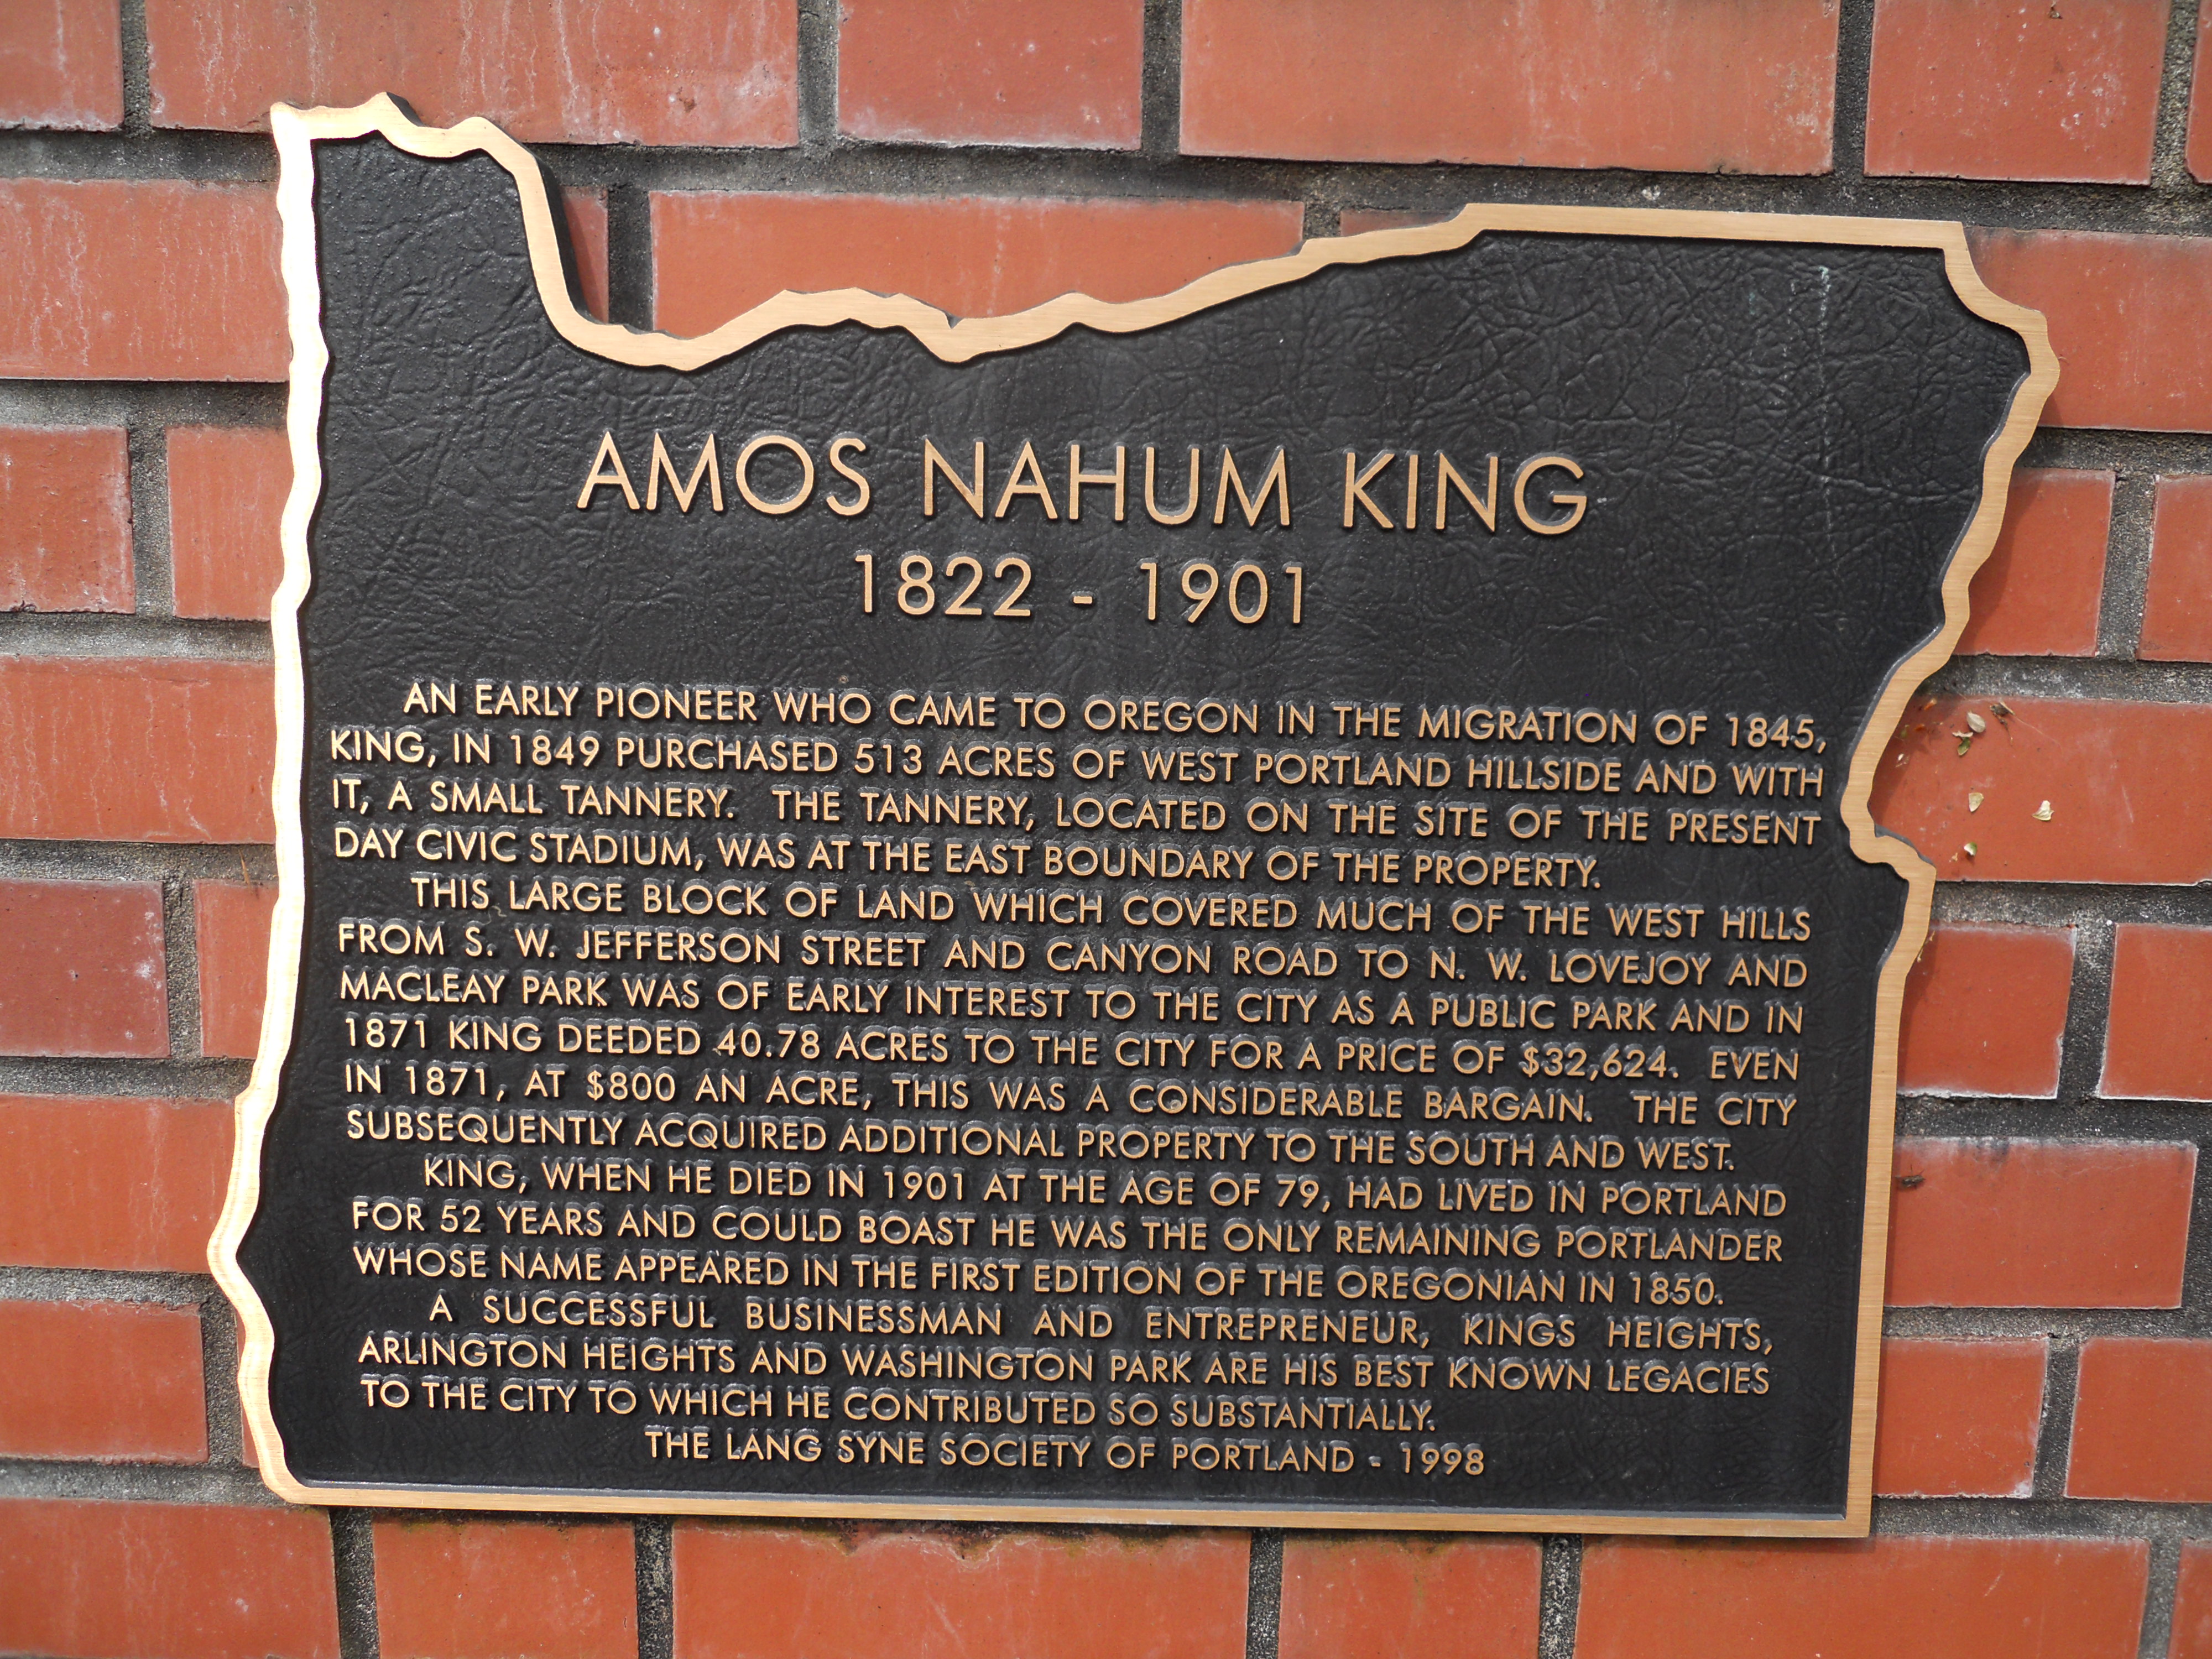 AMOS NAHUM KING
1822 - 1901
AN EARLY PIONEER WHO CAME TO OREGON IN THE MIGRATION OF 1845,
KING, IN 1849 PURCHASED 513 ACRES OF WEST PORTLAND HILLSIDE AND WITH
IT, A SMALL TANNERY. THE TANNERY, LOCATED ON THE SITE OF THE PRESENT
DAY CIVIC STADIUM, WAS AT THE EAST BOUNDARY OF THE PROPERTY.
THIS LARGE BLOCK OF LAND WHICH COVERED MUCH OF THE WEST HILLS
FROM S. W. JEFFERSON STREET AND CANYON ROAD TO N. W. LOVEJOY AND
MACLEAY PARK WAS OF EARLY INTEREST TO THE CITY AS A PUBLIC PARK AND IN
1871 KING DEEDED 40.78 ACRES TO THE CITY FOR A PRICE OF $32,624. EVEN
IN 1871, AT $800 AN ACRE, THIS WAS A CONSIDERABLE BARGAIN. THE CITY
SUBSEQUENTLY ACQUIRED ADDITIONAL PROPERTY TO THE SOUTH AND WEST.
KING, WHEN HE DIED IN 1901 AT THE AGE OF 79, HAD LIVED IN PORTLAND
FOR 52 YEARS AND COULD BOAST HE WAS THE ONLY REMAINING PORTLANDER
WHOSE NAME APPEARED IN THE FIRST EDITION OF THE OREGONIAN IN 1850.
A SUCCESSFUL BUSINESSMAN AND ENTREPRENEUR, KINGS HEIGHTS,
ARLINGTON HEIGHTS AND WASHINGTON PARK ARE HIS BEST KNOWN LEGACIES
TO THE CITY TO WHICH HE CONTRIBUTED SO SUBSTANTIALLY.
THE LANG SYNE SOCIETY OF PORTLAND - 1998